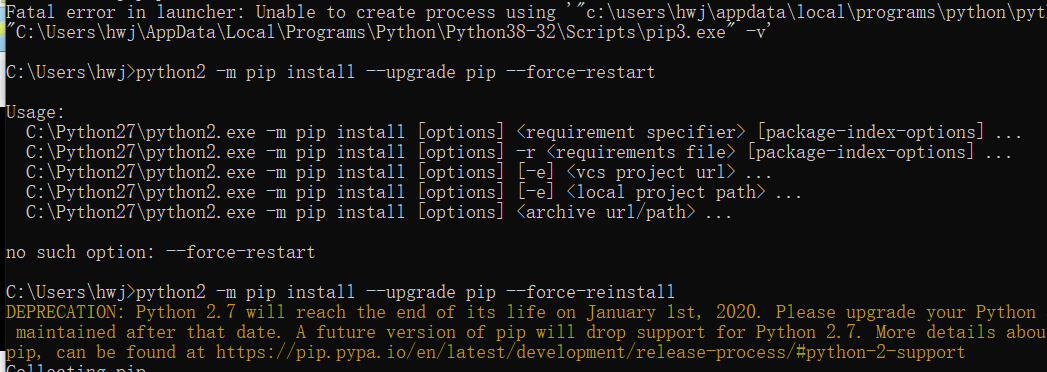 Fatal error in launcher: Unable to create process using '"c:\users\hwj\appdata\local\programs\python\pyt
"C:\Users\hwj\AppData\Local\Programs\Python\Python38-32\Scripts\pip3.exe" -v'
C:\Users\hwj>python2 -m pip install --upgrade pip --force-restart
Usage:
C:\Python27\python2.exe -m pip install [options] <requirement specifier> [package-index-options] ...
C:\Python27\python2.exe -m pip install [options] -r <requirements file> [package-index-options] ...
C:\Python27\python2.exe -m pip install [options] [-e] <vcs project url> ...
C:\Python27\python2.exe -m pip install [options] [-e] <local project path> ...
C:\Python27\python2.exe -m pip install [options] <archive url/path> ...
no such option: --force-restart
C:\Users\hwj>python2 -m pip install --upgrade pip --force-reinstall
DEPRECATION: Python 2.7 will reach the end of its life on January 1st, 2020. Please upgrade your Python
maintained after that date. A future version of pip will drop support for Python 2.7. More details abou
pip, can be found at https://pip.pypa.io/en/latest/development/release-process/#python-2-support
Collecting pip